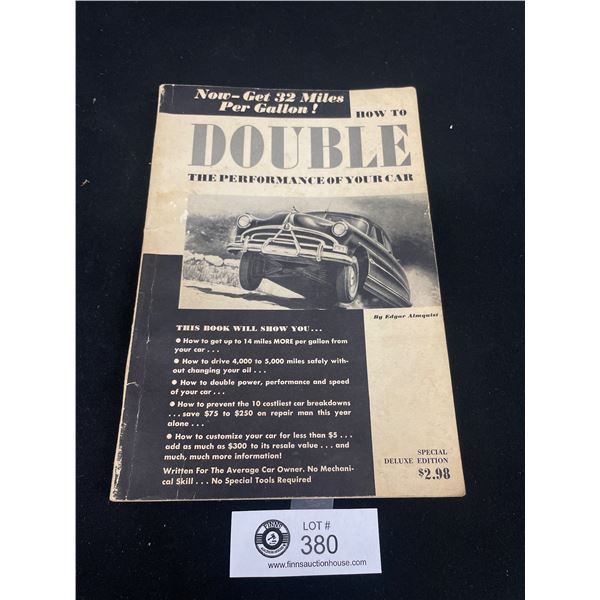 Now—Get 32 Miles
Per Gallon!
HOW TO
DOUBLE
THE PERFORMANCE OF YOUR CAR
By Edgar Almquist
THIS BOOK WILL SHOW YOU...
● How to get up to 14 miles MORE per gallon from
your car . . .
● How to drive 4,000 to 5,000 miles safely with-
out changing your oil . . .
● How to double power, performance and speed
of your car . . .
● How to prevent the 10 costliest car breakdowns
. . . save $75 to $250 on repair man this year
alone . . .
● How to customize your car for less than $5 . . .
add as much as $300 to its resale value . . . and
much, much more information!
Written For The Average Car Owner. No Mechani-
cal Skill . . . No Special Tools Required
SPECIAL
DELUXE EDITION
$2.98
LOT #
380
www.finnsauctionhouse.com